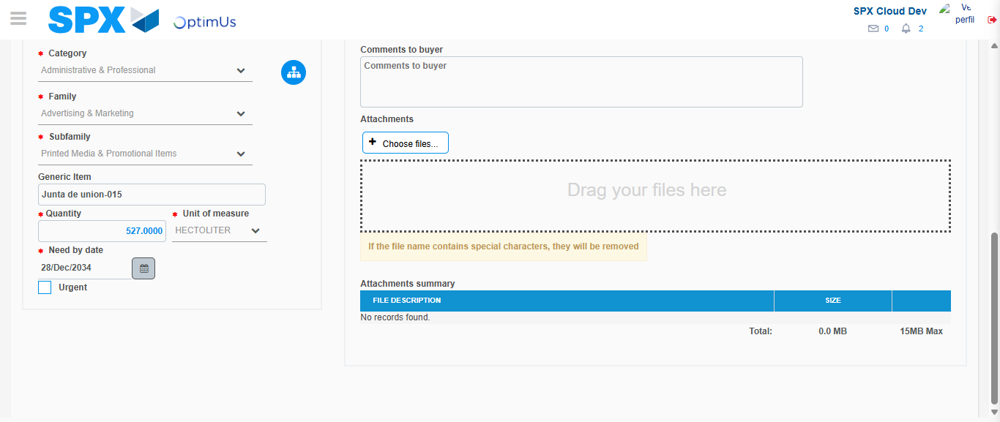 SPX OptimUs
SPX Cloud Dev
Ve
perfil
0 2
* Category
Administrative & Professional
* Family
Advertising & Marketing
* Subfamily
Printed Media & Promotional Items
Generic Item
Junta de union-015
* Quantity * Unit of measure
527.0000 HECTOLITER
* Need by date
28/Dec/2034
Urgent
Comments to buyer
Comments to buyer
Attachments
+ Choose files...
Drag your files here
If the file name contains special characters, they will be removed
Attachments summary
FILE DESCRIPTION SIZE
No records found.
Total: 0.0 MB 15MB Max